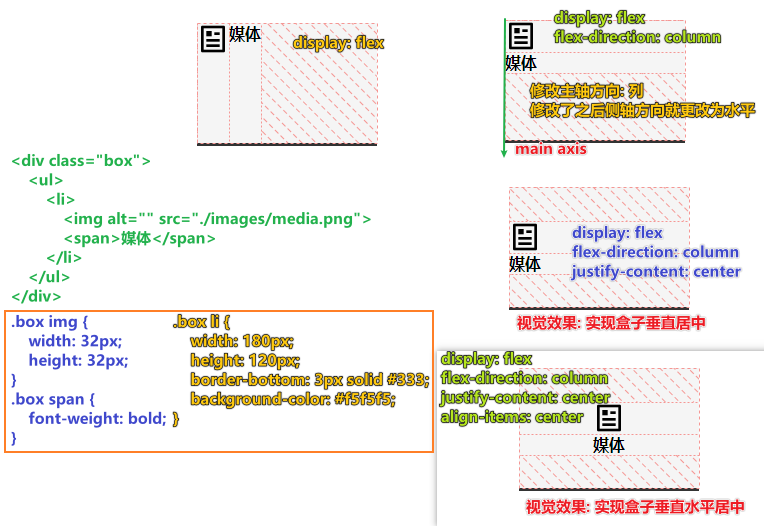 媒体
display: flex
display: flex
flex-direction: column
媒体
修改主轴方向: 列
修改了之后侧轴方向就更改为水平
main axis
<div class="box">
<ul>
<li>
<img alt="" src="./images/media.png">
<span>媒体</span>
</li>
</ul>
</div>
display: flex
flex-direction: column
justify-content: center
媒体
视觉效果: 实现盒子垂直居中
.box img {
width: 32px;
height: 32px;
}
.box span {
font-weight: bold;
}
.box li {
width: 180px;
height: 120px;
border-bottom: 3px solid #333;
background-color: #f5f5f5;
}
display: flex
flex-direction: column
justify-content: center
align-items: center
媒体
视觉效果: 实现盒子垂直水平居中